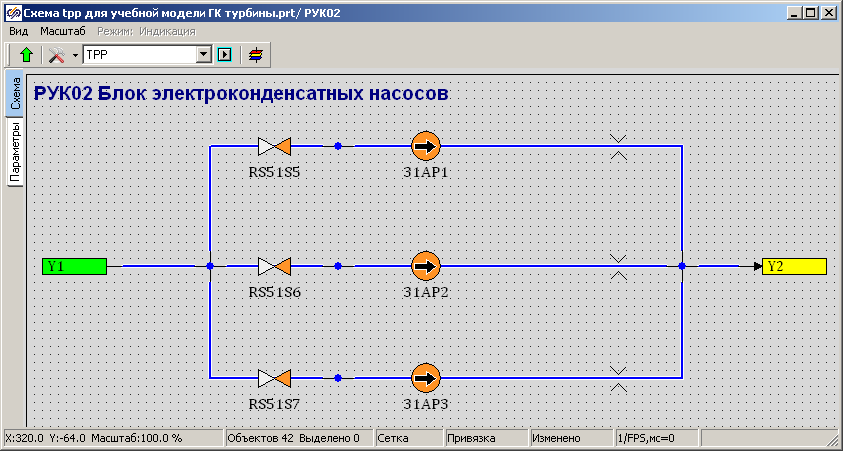 Схема tpp для учебной модели ГК турбины.prt/ РУК02
Вид Масштаб Режим: Индикация
TPP
Схема
Параметры
РУК02 Блок электроконденсатных насосов
RS51S5 31AP1
Y1 Y2
RS51S6 31AP2
RS51S7 31AP3
X:320.0 Y:-64.0 Масштаб:100.0 % Объектов 42 Выделено 0 Сетка Привязка Изменено 1/FPS,мс=0